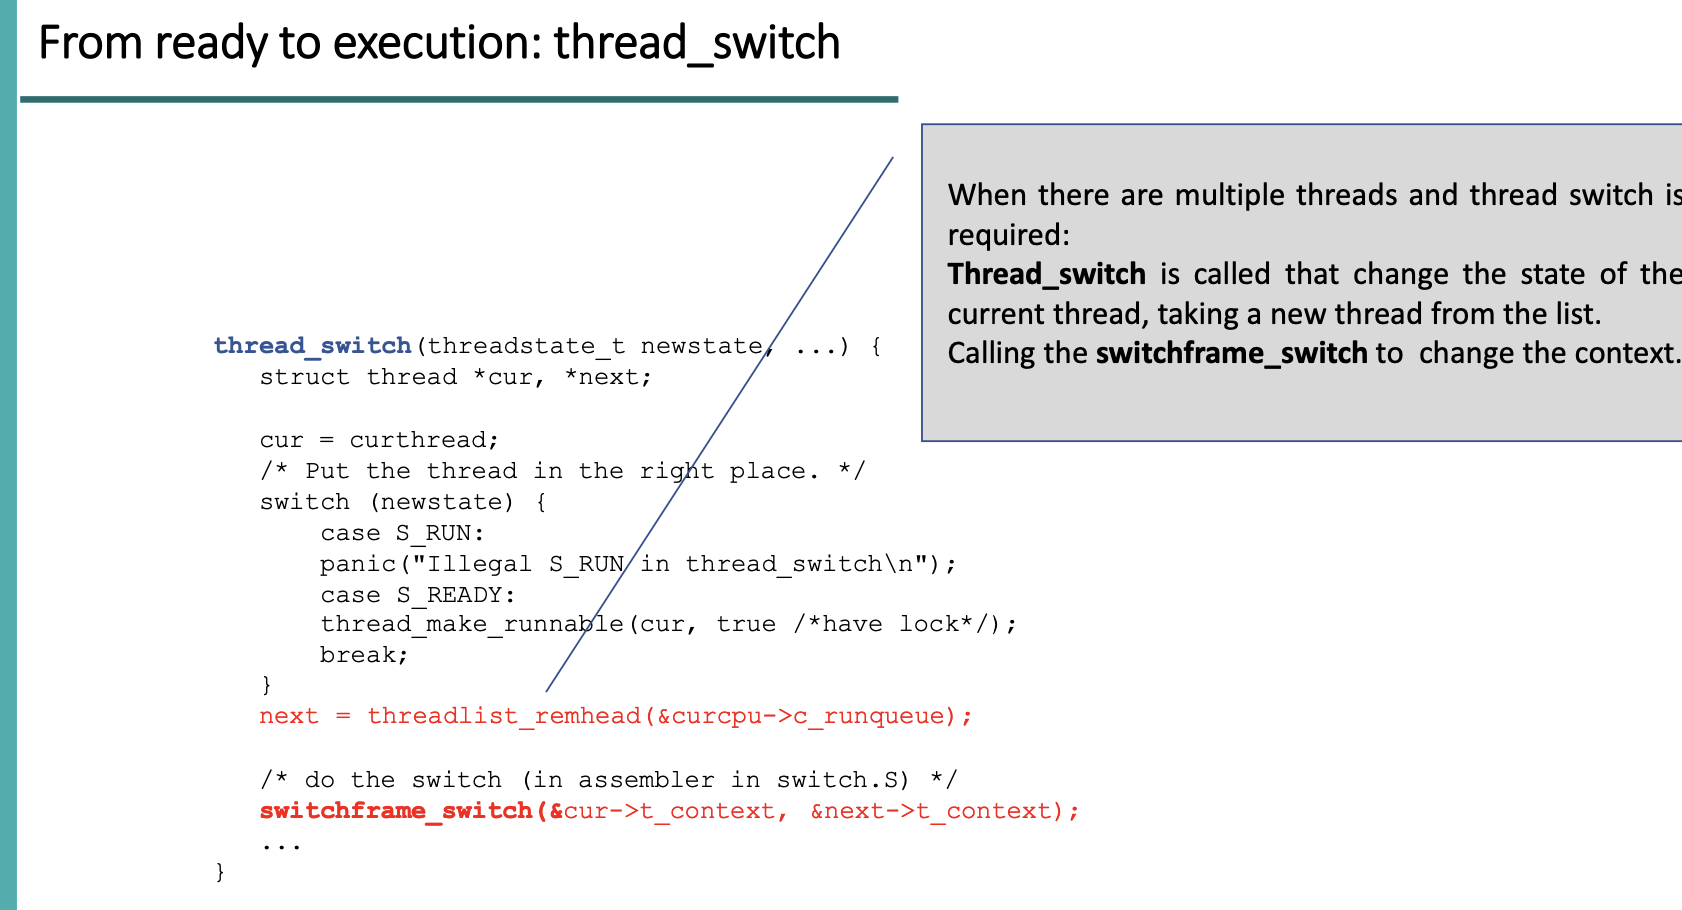 From ready to execution: thread_switch
When there are multiple threads and thread switch is
required:
Thread_switch is called that change the state of the
current thread, taking a new thread from the list.
Calling the switchframe_switch to change the context.
thread_switch(threadstate_t newstate, ...) {
struct thread *cur, *next;
cur = curthread;
/* Put the thread in the right place. */
switch (newstate) {
case S_RUN:
panic("Illegal S_RUN in thread_switch\n");
case S_READY:
thread_make_runnable(cur, true /*have lock*/);
break;
}
next = threadlist_remhead(&curcpu->c_runqueue);
/* do the switch (in assembler in switch.S) */
switchframe_switch(&cur->t_context, &next->t_context);
...
}